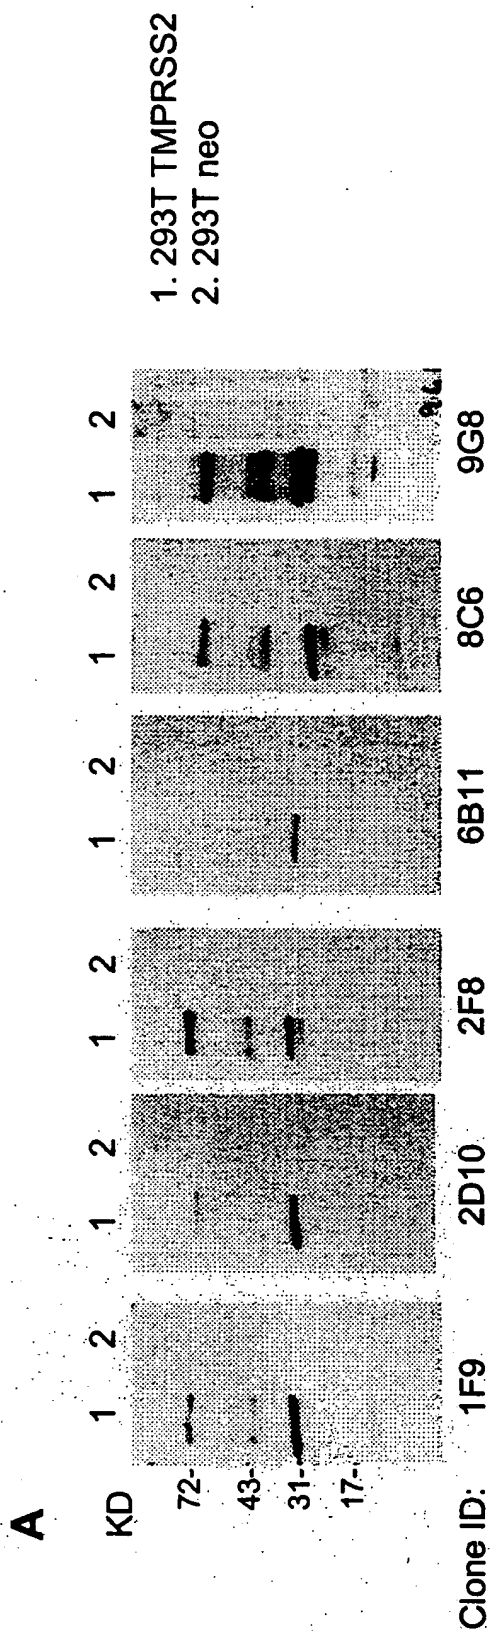 A
KD 1 2 1 2 1 2 1 2 1 2 1 2
72-
43-
31-
17-
Clone ID: 1F9 2D10 2F8 6B11 8C6 9G8
1. 293T TMPRSS2
2. 293T neo